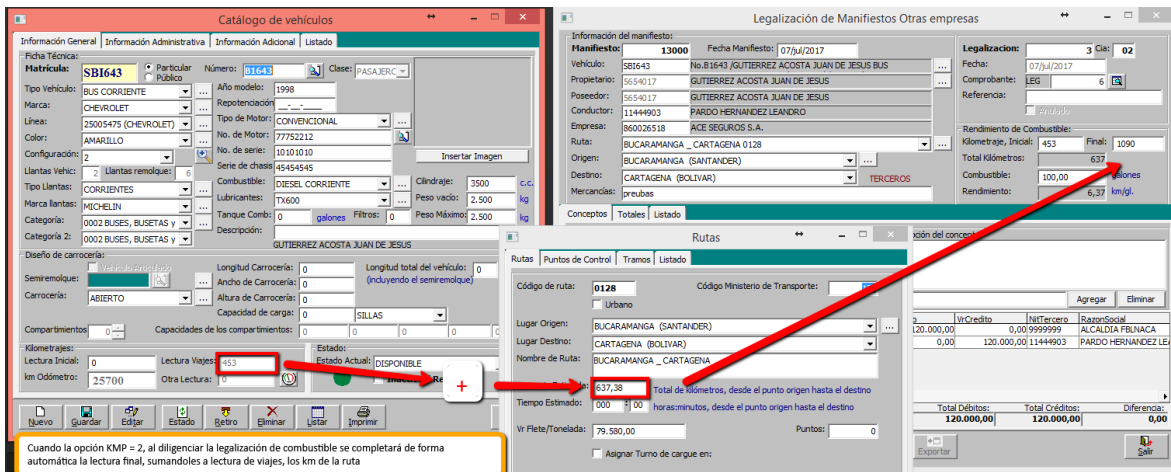 Catálogo de vehículos
Información General Información Administrativa Información Adicional Listado
Ficha Técnica:
Matrícula: SBI643 Particular Público Número: B1643 Clase: PASAJERC
Tipo Vehículo: BUS CORRIENTE ... Año modelo: 1998
Marca: CHEVROLET ... Repotenciación __-__-____
Línea: 25005475 (CHEVROLET) ... Tipo de Motor: CONVENCIONAL ...
Color: AMARILLO ... No. de Motor: 77752212
Configuración: 2 No. de serie: 10101010
Insertar Imagen
Llantas Vehic: 2 Llantas remolque: 6 Serie de chasis 45454545
Tipo Llantas: CORRIENTES ... Combustible: DIESEL CORRIENTE ... Cilindraje: 3500 c.c.
Marca llantas: MICHELIN ... Lubricantes: TX600 ... Peso vacío: 2.500 kg
Categoría: 0002 BUSES, BUSETAS y ... Tanque Comb: 0 galones Filtros: 0 Peso Máximo: 2.500 kg
Categoría 2: 0002 BUSES, BUSETAS y ... Descripción:
GUTIERREZ ACOSTA JUAN DE JESUS
Diseño de carrocería:
Vehículo Articulado Longitud Carrocería: 0 Longitud total del vehículo: 0
Semiremolque: ... Ancho de Carrocería: 0 (incluyendo el semiremolque)
Carrocería: ABIERTO ... Altura de Carrocería: 0
Capacidad de carga: 0 SILLAS
Compartimientos 0 Capacidades de los compartimientos: 0 0 0 0 0
Kilometrajes: Estado:
Lectura Inicial: 0 Lectura Viajes: 453 Estado Actual: DISPONIBLE
km Odómetro: 25700 Otra Lectura: 0
+
Nuevo Guardar Editar Estado Retiro Eliminar Listar Imprimir
Cuando la opción KMP = 2, al diligenciar la legalización de combustible se completará de forma
automática la lectura final, sumandoles a lectura de viajes, los km de la ruta
Legalización de Manifiestos Otras empresas
Información del manifiesto:
Manifiesto: 13000 Fecha Manifiesto: 07/jul/2017 Legalizacion: 3 Cia: 02
Vehículo: SBI643 No.B1643 /GUTIERREZ ACOSTA JUAN DE JESUS BUS ... Fecha: 07/jul/2017
Propietario: 5654017 GUTIERREZ ACOSTA JUAN DE JESUS Comprobante: LEG 6
Poseedor: 5654017 GUTIERREZ ACOSTA JUAN DE JESUS Referencia:
Conductor: 11444903 PARDO HERNANDEZ LEANDRO Anulado
Empresa: 860026518 ACE SEGUROS S.A. Rendimiento de Combustible:
Ruta: BUCARAMANGA _ CARTAGENA 0128 ... Kilometraje, Inicial: 453 Final: 1090
Origen: BUCARAMANGA (SANTANDER) ... Total Kilómetros: 637
Destino: CARTAGENA (BOLIVAR) TERCEROS Combustible: 100,00 galones
Mercancías: preubas Rendimiento: 6,37 km/gl.
Conceptos Totales Listado
Agregar Eliminar
VrCredito NitTercero RazonSocial
120.000,00 0,00 9999999 ALCALDIA FBLNACA
0,00 120.000,00 11444903 PARDO HERNANDEZ LEA
Total Débitos: Total Créditos: Diferencia:
120.000,00 120.000,00 0,00
Exportar Salir
Rutas
Rutas Puntos de Control Tramos Listado
Código de ruta: 0128 Código Ministerio de Transporte:
Urbano
Lugar Origen: BUCARAMANGA (SANTANDER) ...
Lugar Destino: CARTAGENA (BOLIVAR)
Nombre de Ruta: BUCARAMANGA _ CARTAGENA
637,38 Total de kilómetros, desde el punto origen hasta el destino
Tiempo Estimado: 000 : 00 horas:minutos, desde el punto origen hasta el destino
Vr Flete/Tonelada: 79.580,00 Puntos: 0
Asignar Turno de cargue en: